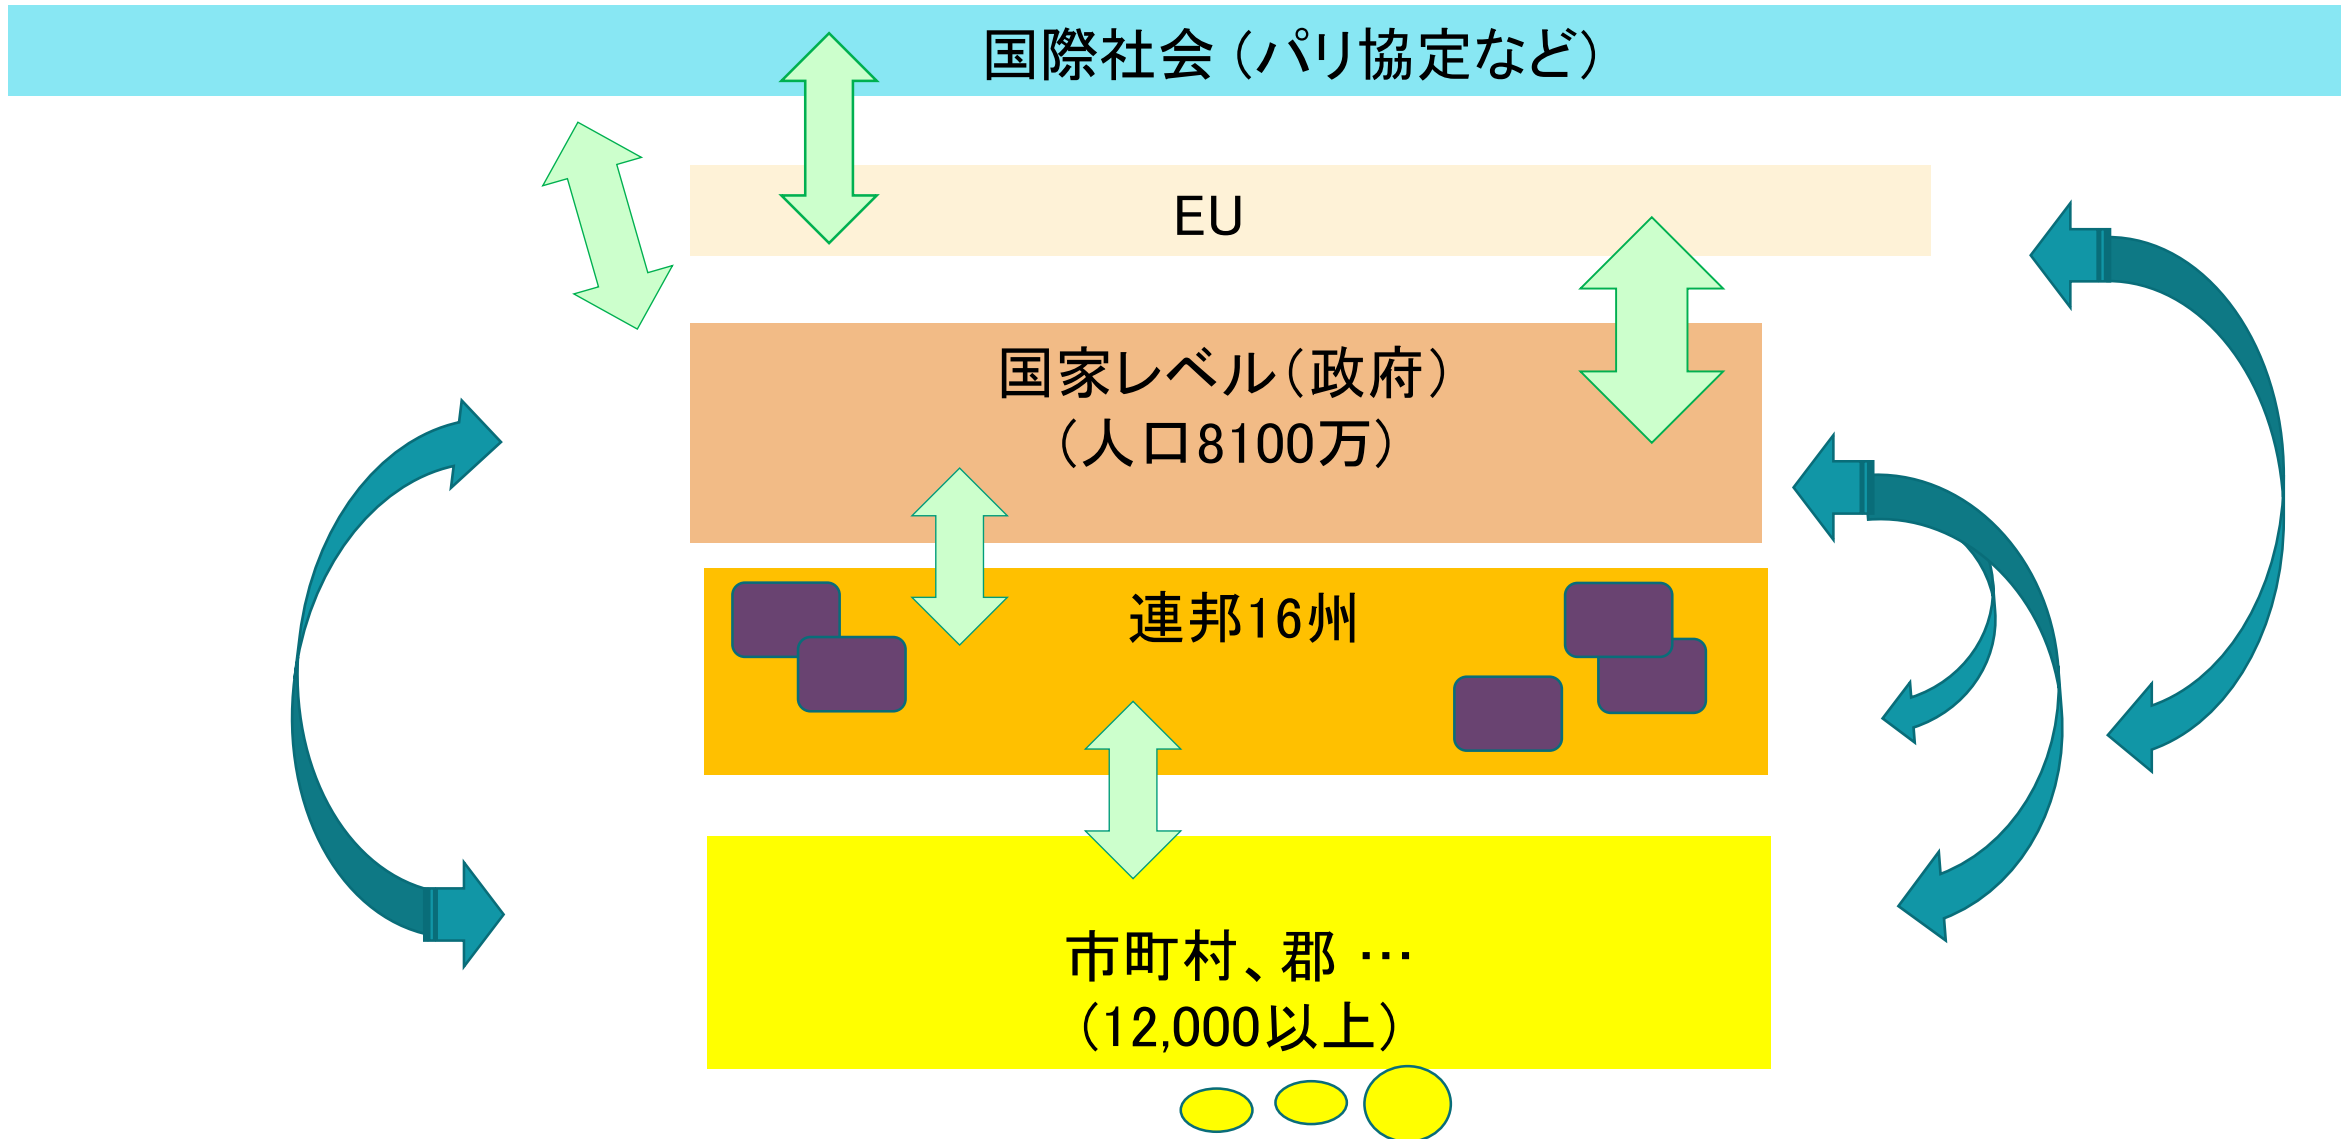 国際社会（パリ協定など）
EU
国家レベル（政府）
（人口8100万）
連邦16州
市町村、郡 …
（12,000以上）